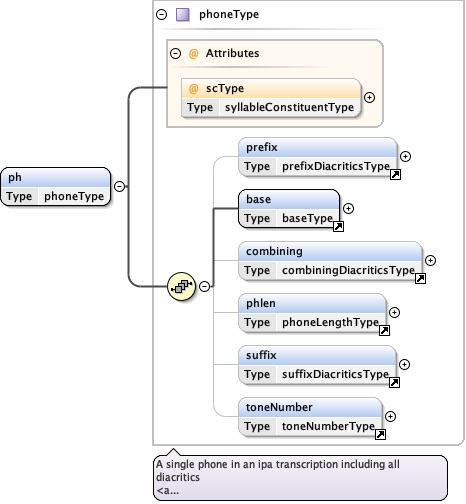 phoneType
@ Attributes
@ scType
Type syllableConstituentType
prefix
Type prefixDiacriticsType
ph
Type phoneType
base
Type baseType
combining
Type combiningDiacriticsType
phlen
Type phoneLengthType
suffix
Type suffixDiacriticsType
toneNumber
Type toneNumberType
A single phone in an ipa transcription including all
diacritics
<a...